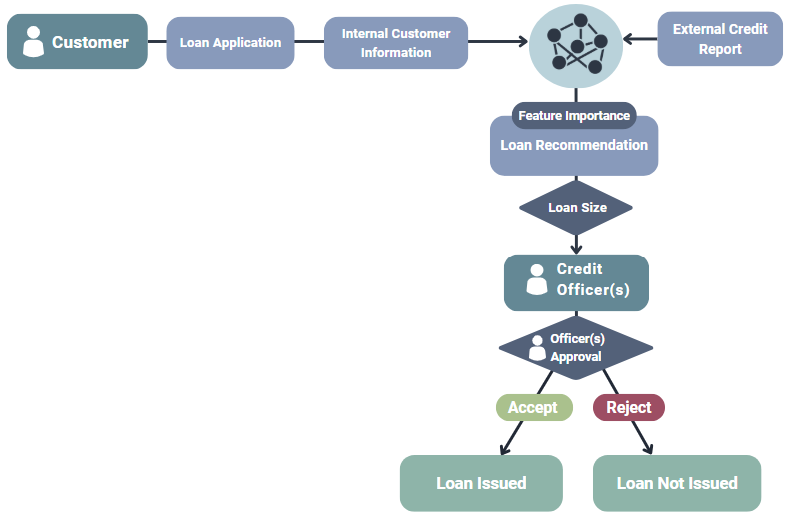 Customer
Loan Application
Internal Customer
Information
External Credit
Report
Feature Importance
Loan Recommendation
Loan Size
Credit
Officer(s)
Officer(s)
Approval
Accept
Reject
Loan Issued
Loan Not Issued